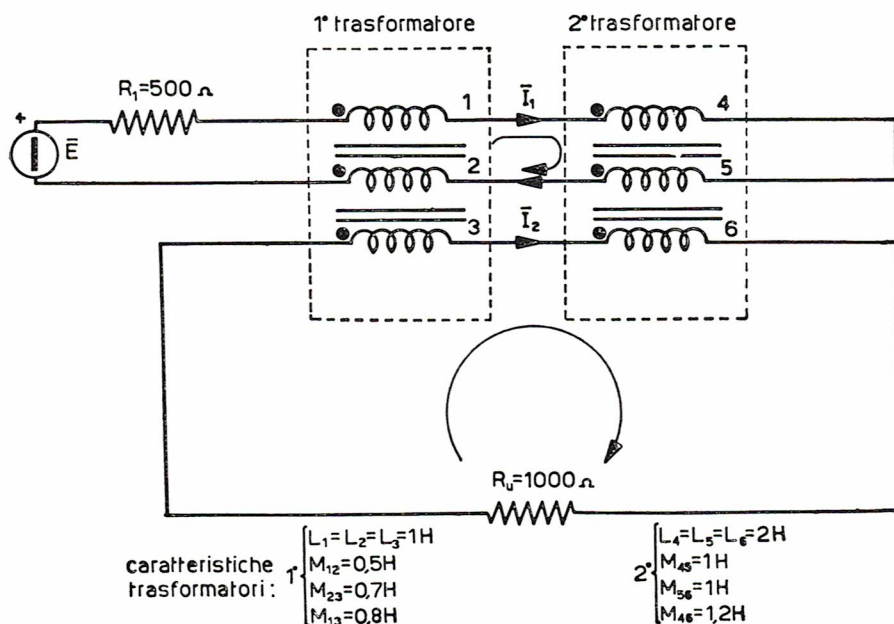 1° trasformatore
2° trasformatore
R₁=500 Ω
1
Ī₁
4
+
Ē
2
5
3
Ī₂
6
Rᵤ=1000 Ω
caratteristiche
trasformatori:
1°
L₁=L₂=L₃=1H
M₁₂=0,5H
M₂₃=0,7H
M₁₃=0,8H
2°
L₄=L₅=L₆=2H
M₄₅=1H
M₅₆=1H
M₄₆=1,2H